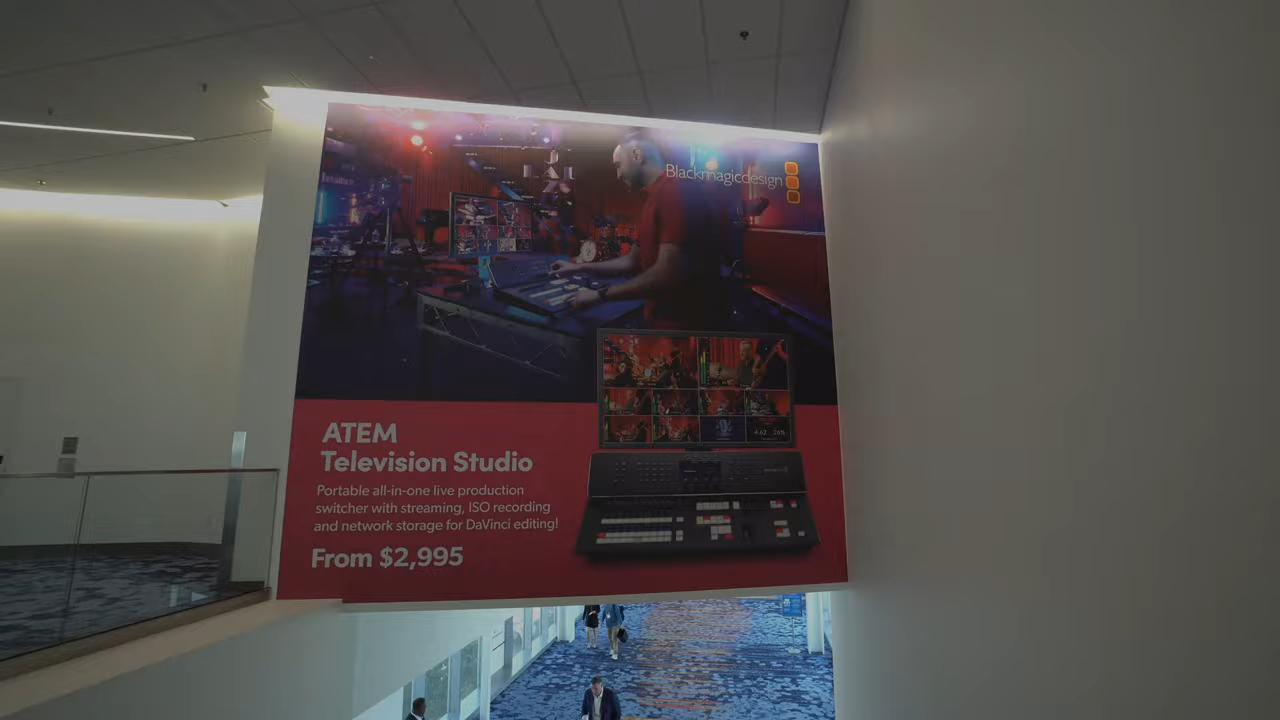 Blackmagicdesign
ATEM
Television Studio
Portable all-in-one live production
switcher with streaming, ISO recording
and network storage for DaVinci editing!
From $2,995